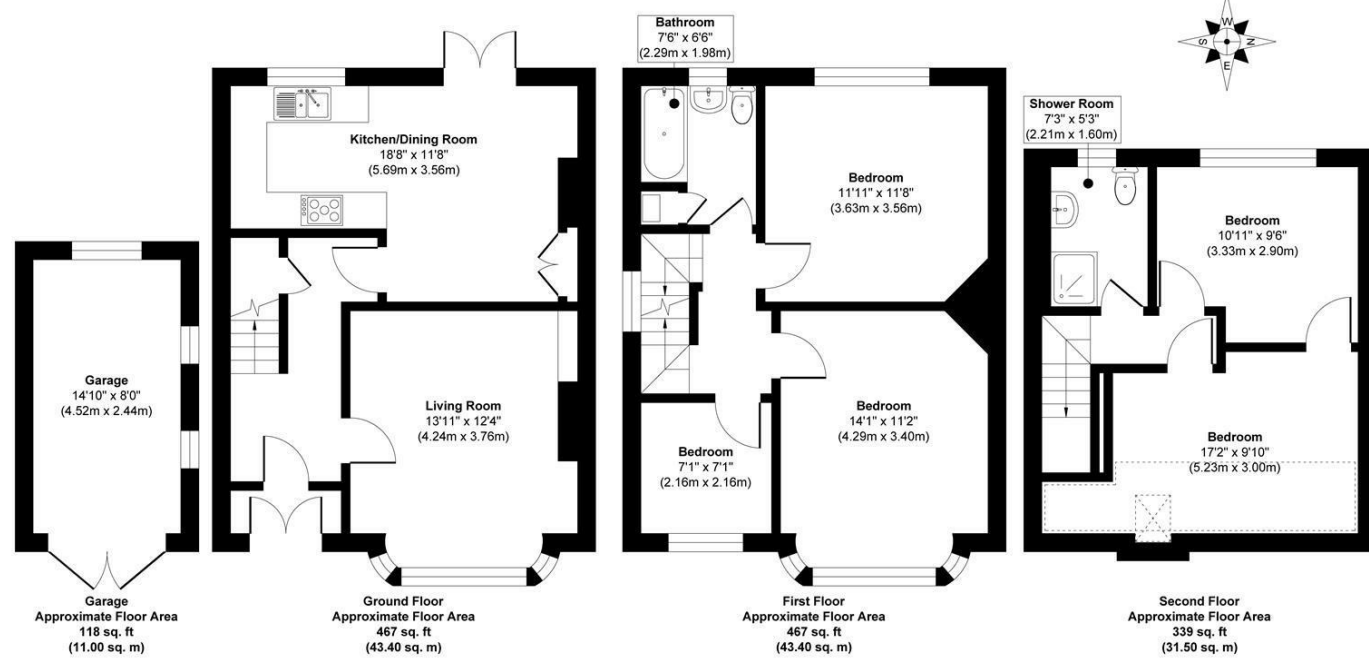 Bathroom
7'6" x 6'6"
(2.29m x 1.98m)
W
S
N
E
Shower Room
7'3" x 5'3"
(2.21m x 1.60m)
Kitchen/Dining Room
18'8" x 11'8"
(5.69m x 3.56m)
Bedroom
11'11" x 11'8"
(3.63m x 3.56m)
Bedroom
10'11" x 9'6"
(3.33m x 2.90m)
Garage
14'10" x 8'0"
(4.52m x 2.44m)
Living Room
13'11" x 12'4"
(4.24m x 3.76m)
Bedroom
7'1" x 7'1"
(2.16m x 2.16m)
Bedroom
14'1" x 11'2"
(4.29m x 3.40m)
Bedroom
17'2" x 9'10"
(5.23m x 3.00m)
Garage
Approximate Floor Area
118 sq. ft
(11.00 sq. m)
Ground Floor
Approximate Floor Area
467 sq. ft
(43.40 sq. m)
First Floor
Approximate Floor Area
467 sq. ft
(43.40 sq. m)
Second Floor
Approximate Floor Area
339 sq. ft
(31.50 sq. m)